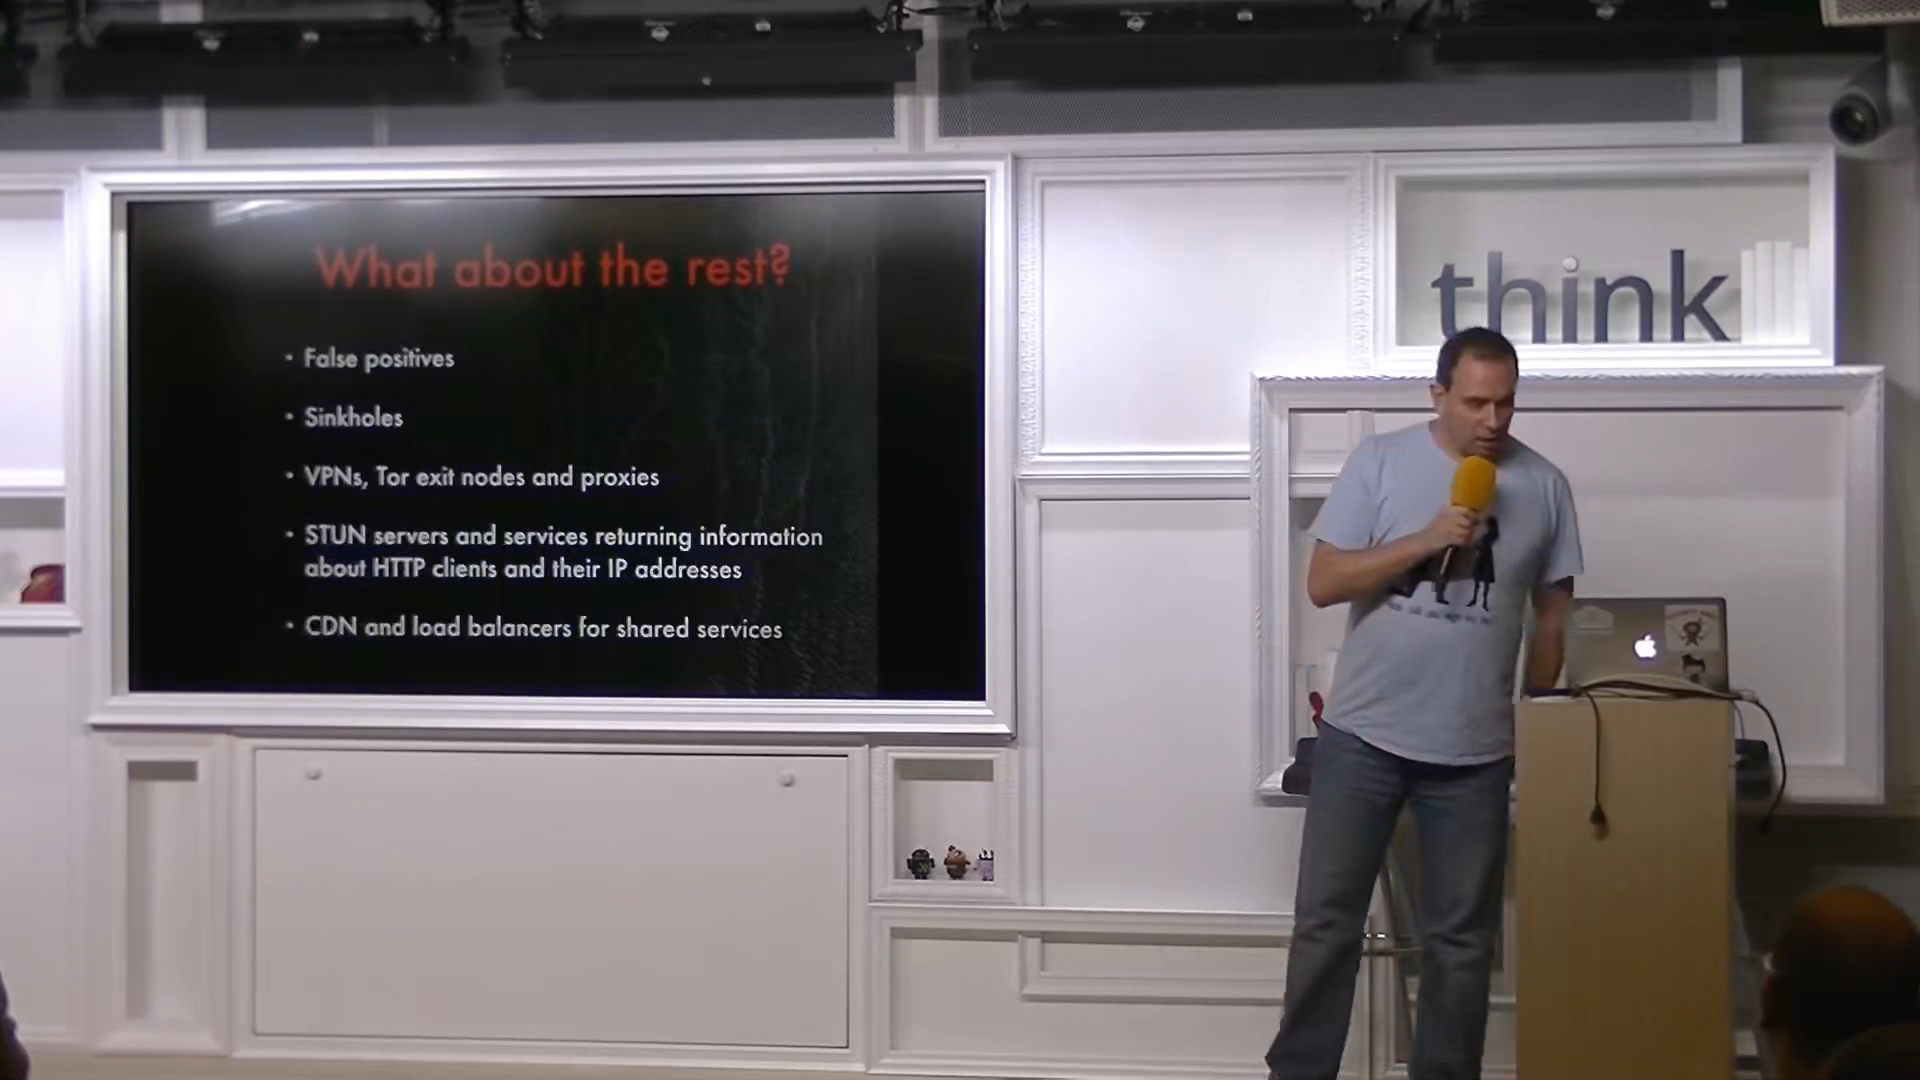 What about the rest?
• False positives
• Sinkholes
• VPNs, Tor exit nodes and proxies
• STUN servers and services returning information
about HTTP clients and their IP addresses
• CDN and load balancers for shared services
think